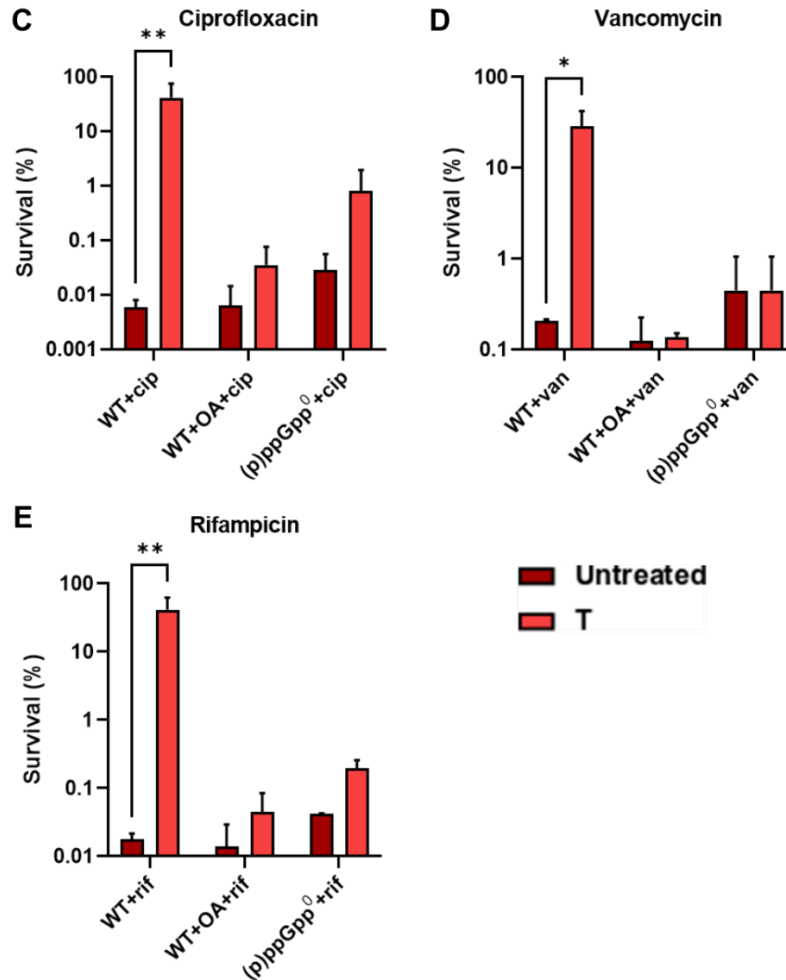 C
Ciprofloxacin
**
Survival (%)
100
10
1
0.1
0.01
0.001
WT+cip
WT+OA+cip
(p)ppGpp⁰+cip
D
Vancomycin
*
Survival (%)
100
10
1
0.1
WT+van
WT+OA+van
(p)ppGpp⁰+van
E
Rifampicin
**
Survival (%)
100
10
1
0.1
0.01
WT+rif
WT+OA+rif
(p)ppGpp⁰+rif
Untreated
T